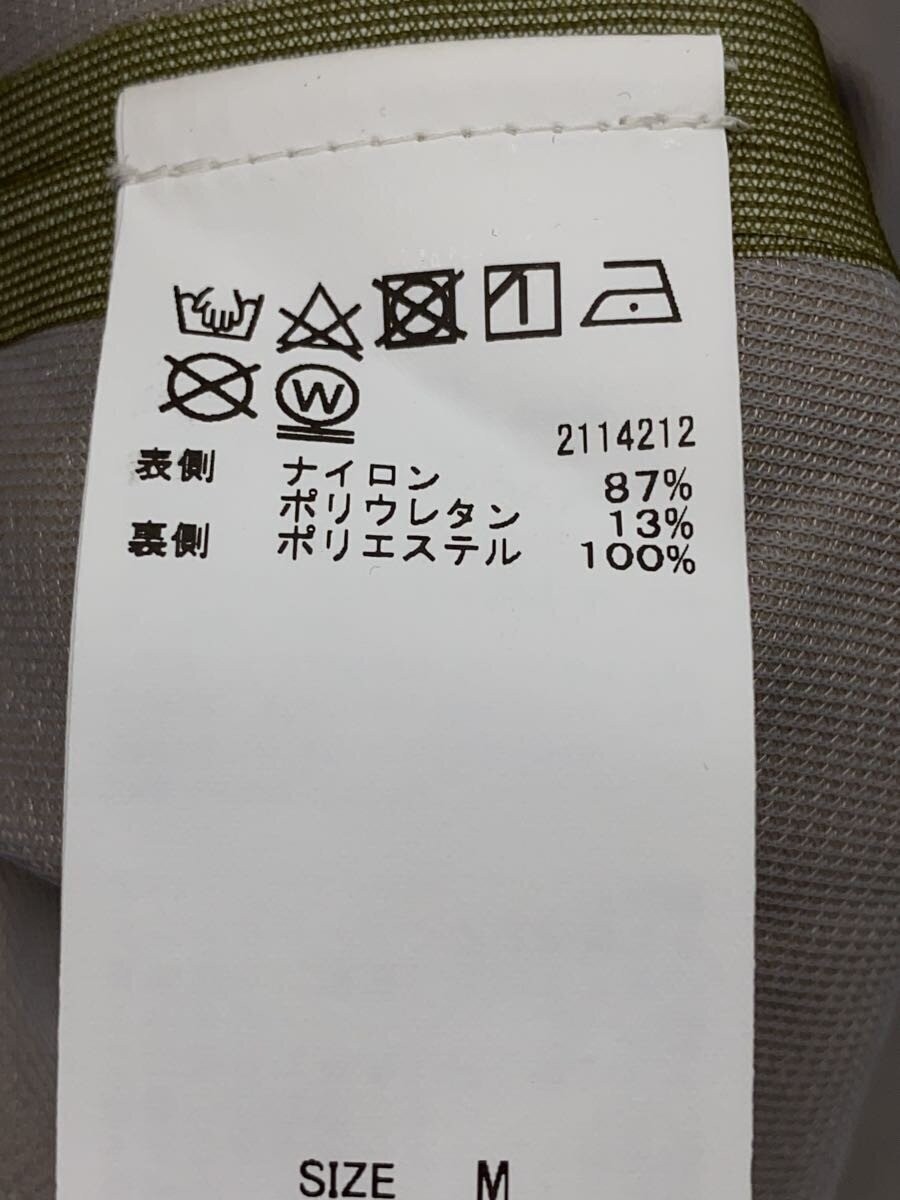 W
2114212
表側 ナイロン 87%
ポリウレタン 13%
裏側 ポリエステル 100%
SIZE M